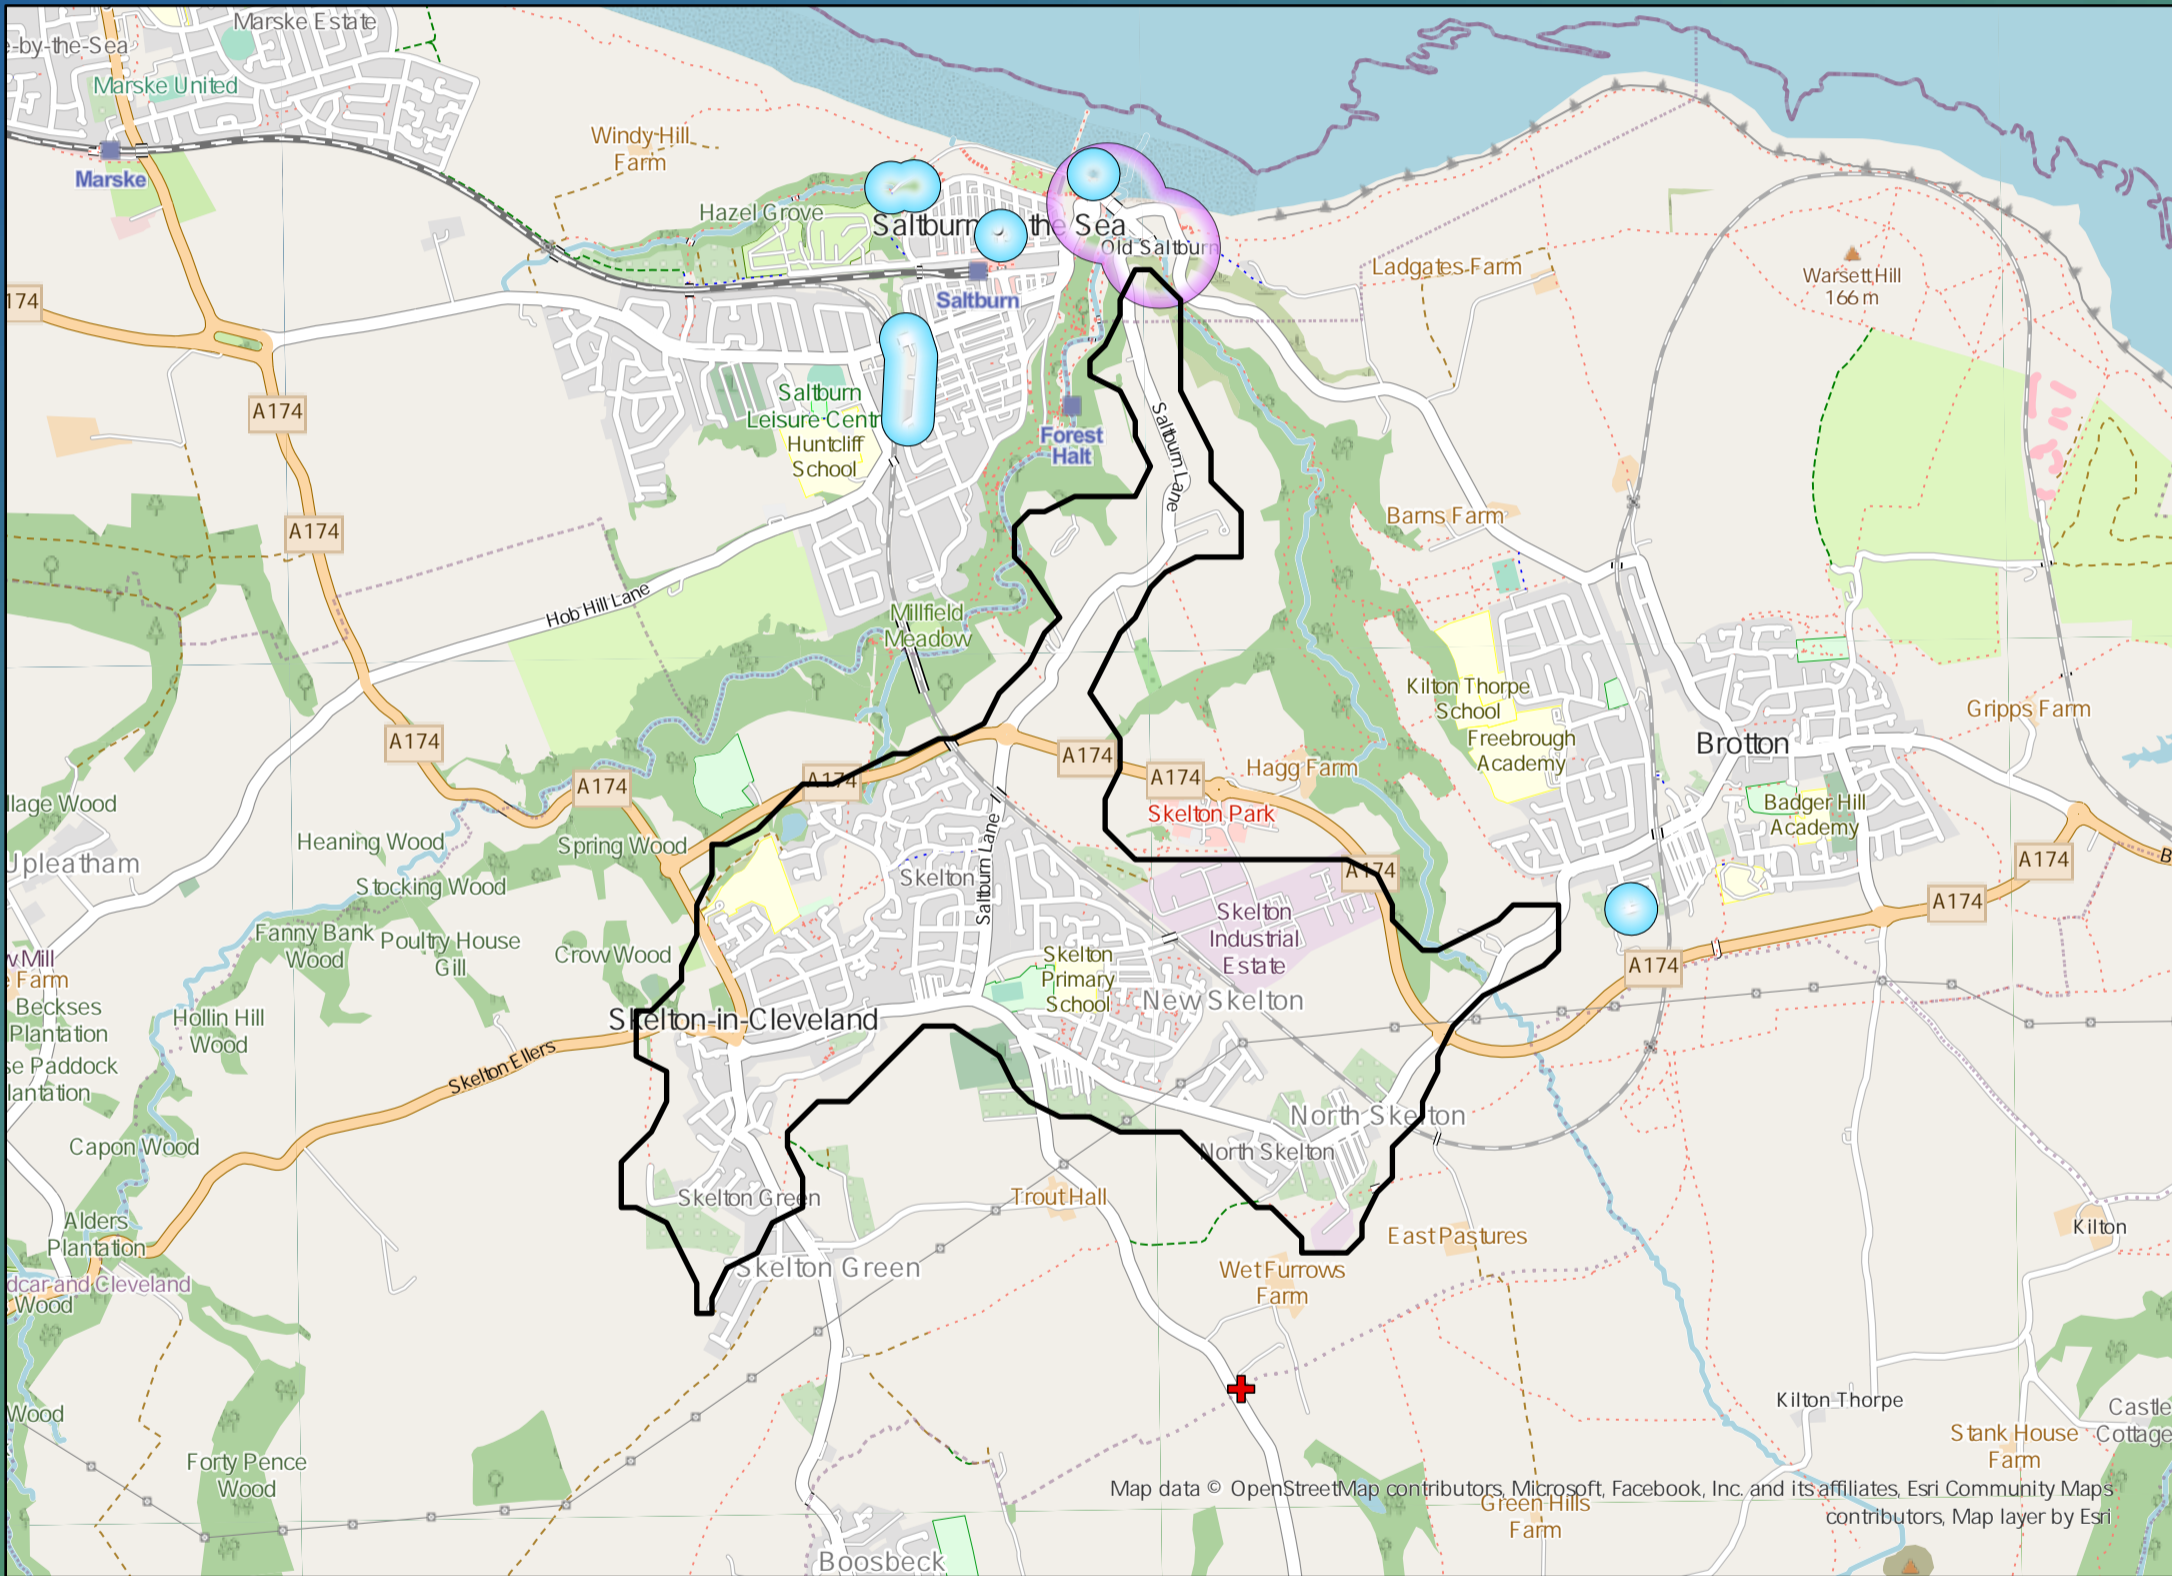 Marske Estate
e-by-the-Sea
Marske United
Windy Hill
Farm
Marske
Hazel Grove
Saltburn
the Sea
Old Saltburn
Ladgates Farm
Warsett Hill
166 m
174
Saltburn
A174
Saltburn
Leisure Centr
Huntcliff
School
Forest
Halt
Saltburn Lane
Barns Farm
A174
Hob Hill Lane
Millfield
Meadow
Kilton Thorpe
School
Freebrough
Academy
Gripps Farm
Brotton
A174
A174
A174
A174
A174
Hagg Farm
Skelton Park
Badger Hill
Academy
llage Wood
Heaning Wood
Spring Wood
Upleatham
Stocking Wood
Skelton
Saltburn Lane
A174
A174
B
A174
Skelton
Industrial
Estate
Fanny Bank
Wood
Poultry House
Gill
Crow Wood
w Mill
e Farm
Skelton
Primary
School
A174
New Skelton
Beckses
Plantation
Hollin Hill
Wood
Skelton-in-Cleveland
se Paddock
lantation
Skelton Ellers
North Skelton
North Skelton
Capon Wood
Skelton Green
Trout Hall
Alders
Plantation
East Pastures
Kilton
Skelton Green
Wet Furrows
Farm
dcar and Cleveland
Wood
Wood
Kilton Thorpe
Castle
Cottage
Stank House
Farm
Forty Pence
Wood
Map data © OpenStreetMap contributors, Microsoft, Facebook, Inc. and its affiliates, Esri Community Maps
contributors, Map layer by Esri
Green Hills
Farm
Boosbeck